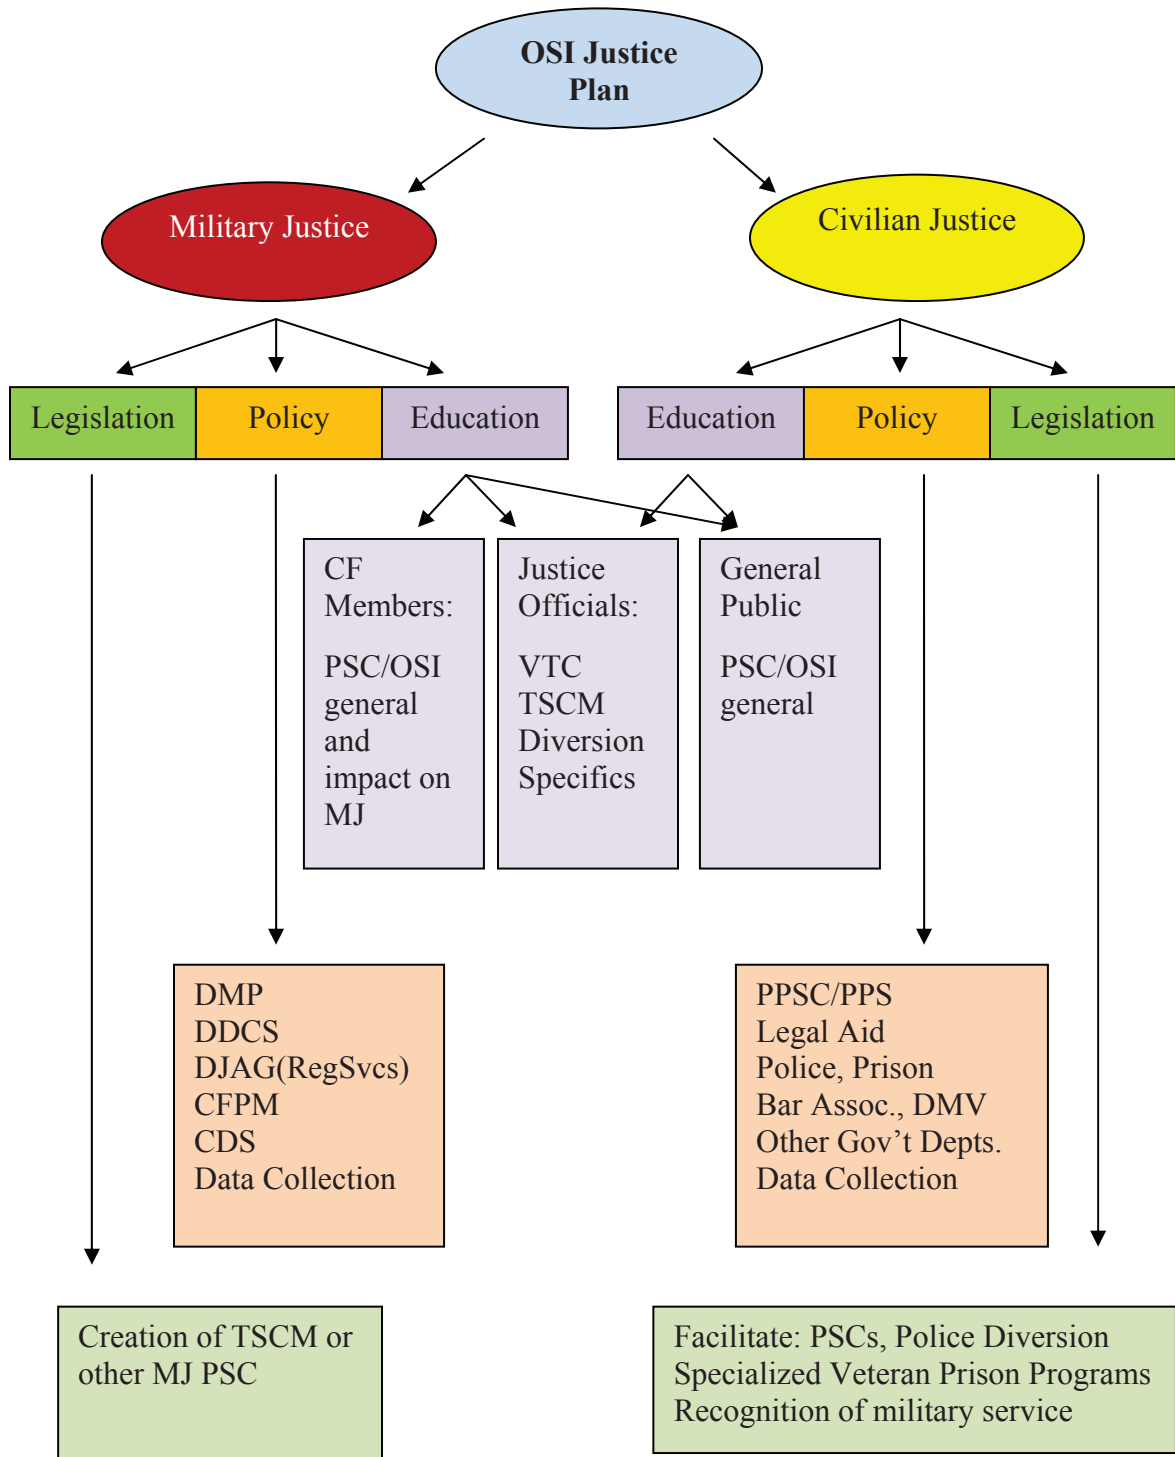 OSI Justice
Plan
Military Justice
Civilian Justice
Legislation
Policy
Education
Education
Policy
Legislation
CF
Members:
PSC/OSI
general
and
impact on
MJ
Justice
Officials:
VTC
TSCM
Diversion
Specifics
General
Public
PSC/OSI
general
DMP
DDCS
DJAG(RegSvcs)
CFPM
CDS
Data Collection
PPSC/PPS
Legal Aid
Police, Prison
Bar Assoc., DMV
Other Gov’t Depts.
Data Collection
Creation of TSCM or
other MJ PSC
Facilitate: PSCs, Police Diversion
Specialized Veteran Prison Programs
Recognition of military service